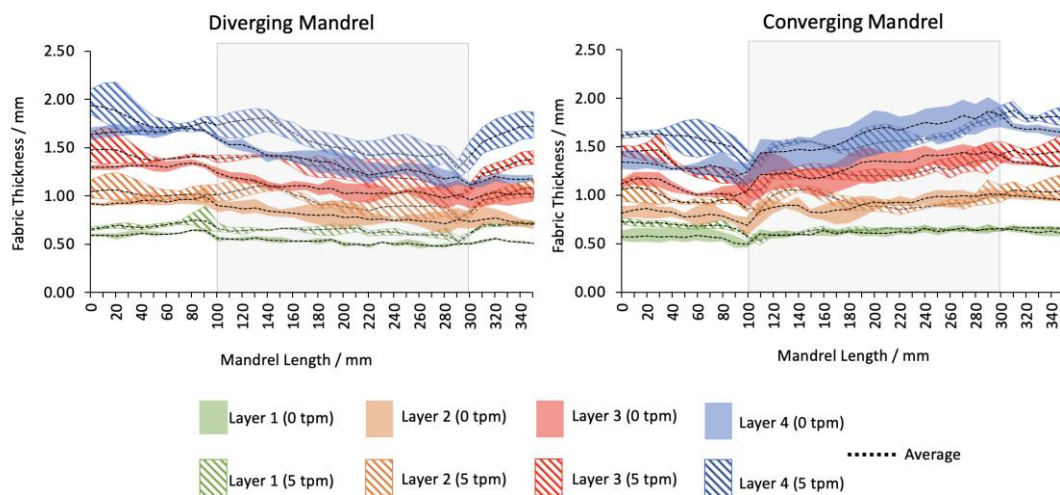 Diverging Mandrel
Fabric Thickness / mm
2.50
2.00
1.50
1.00
0.50
0.00
0 20 40 60 80 100 120 140 160 180 200 220 240 260 280 300 320 340
Mandrel Length / mm
Converging Mandrel
Fabric Thickness / mm
2.50
2.00
1.50
1.00
0.50
0.00
0 20 40 60 80 100 120 140 160 180 200 220 240 260 280 300 320 340
Mandrel Length / mm
Layer 1 (0 tpm) Layer 2 (0 tpm) Layer 3 (0 tpm) Layer 4 (0 tpm)
Average
Layer 1 (5 tpm) Layer 2 (5 tpm) Layer 3 (5 tpm) Layer 4 (5 tpm)